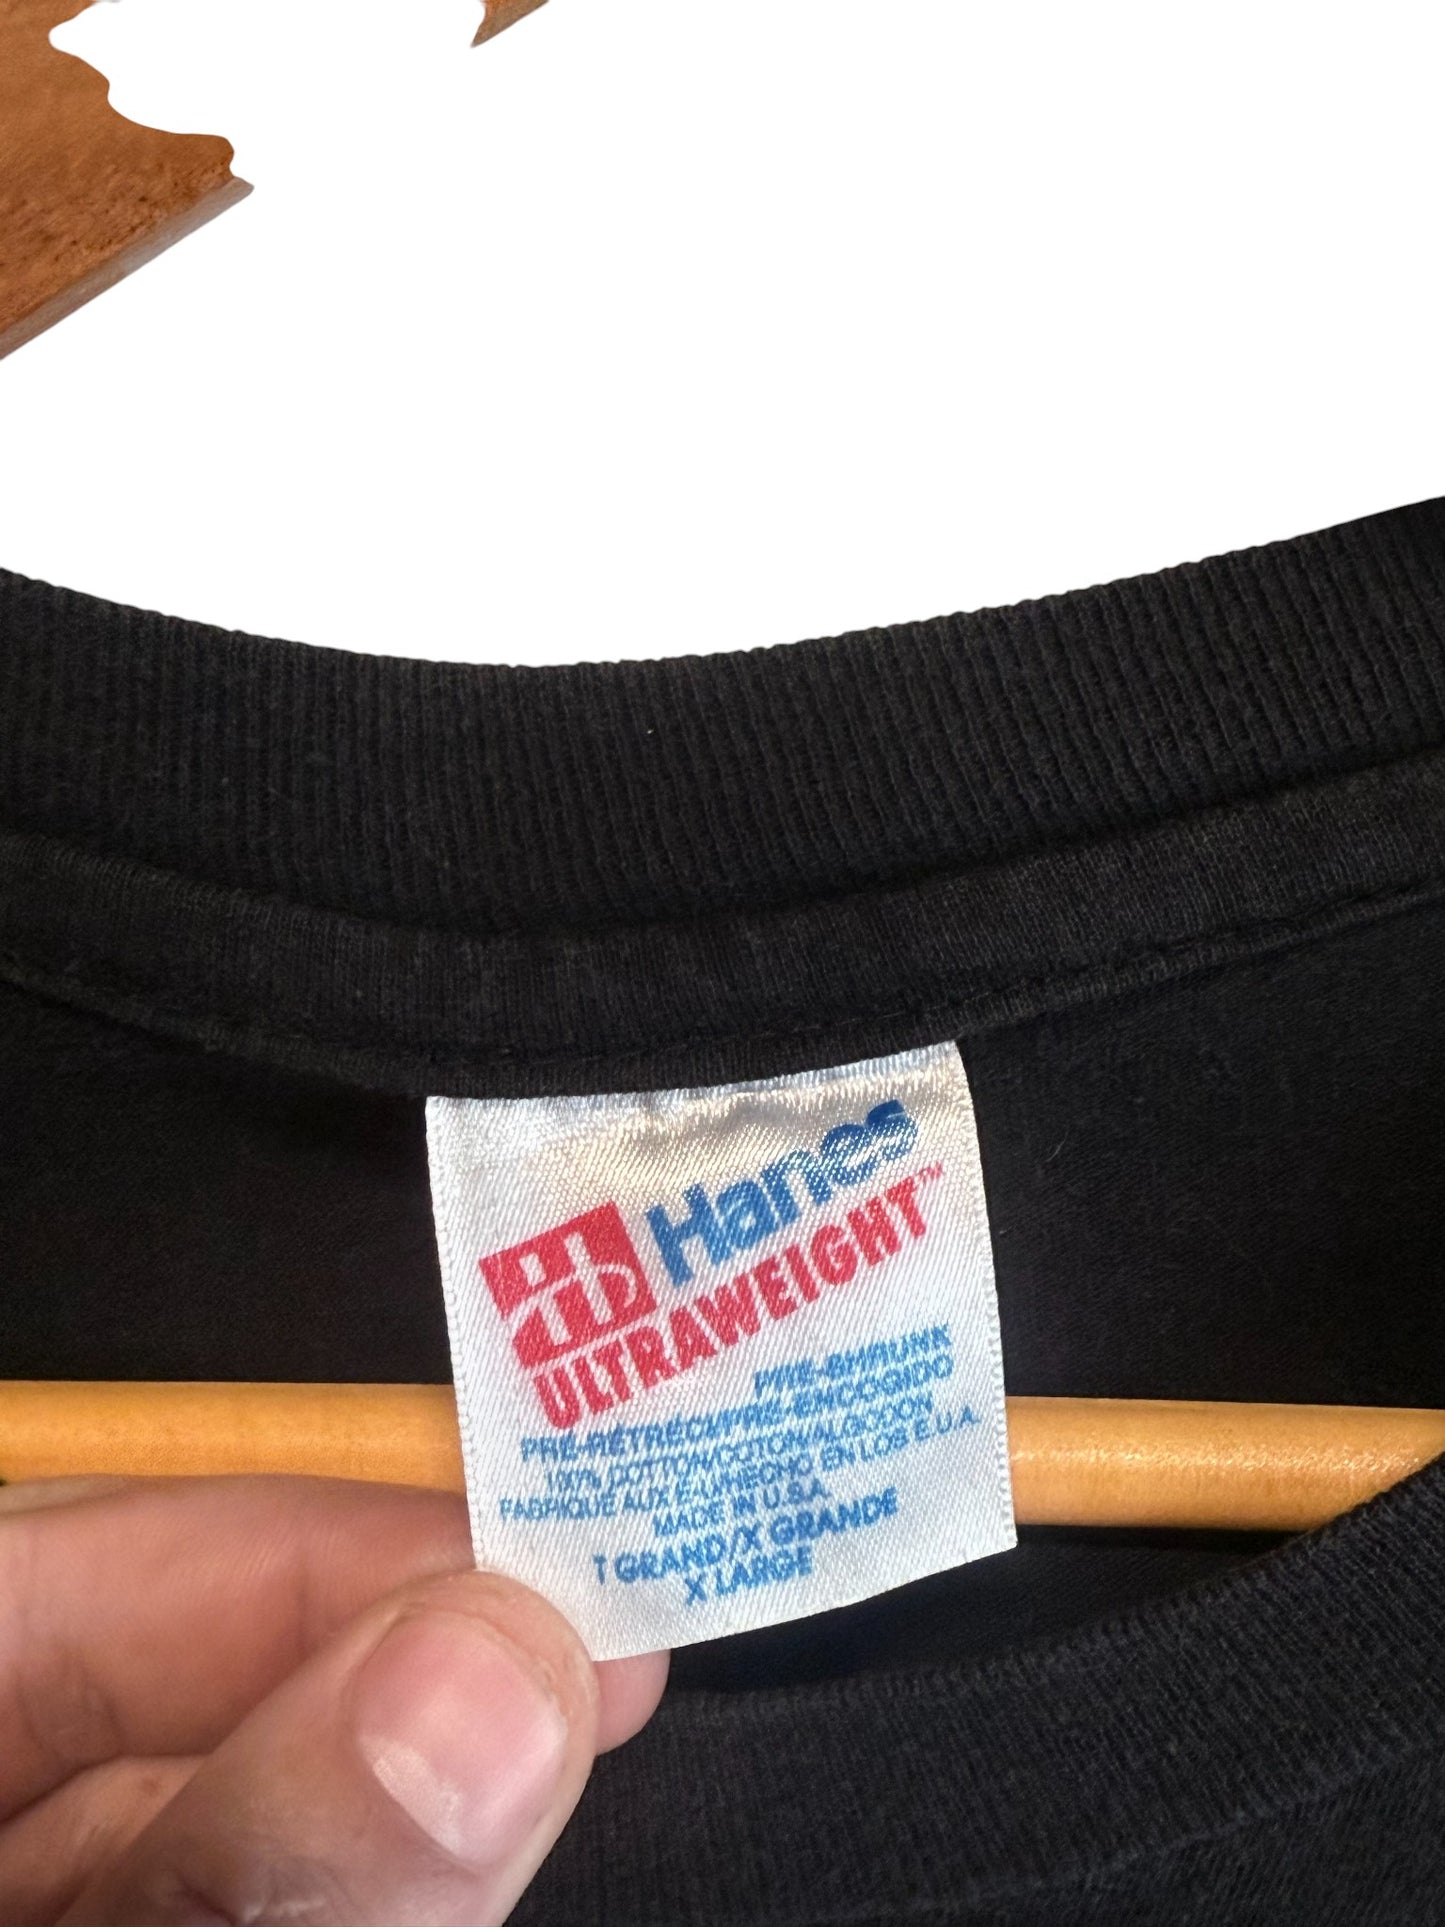 Hanes
ULTRAWEIGHT™
PRE-SHRUNK
PRÉ-RÉTRÉCI/PRE-ENCOGIDO
100% COTTON/COTON/ALGODON
FABRIQUÉ AUX É.U./HECHO EN LOS E.U.A.
MADE IN U.S.A.
T GRAND/X GRANDE
X LARGE